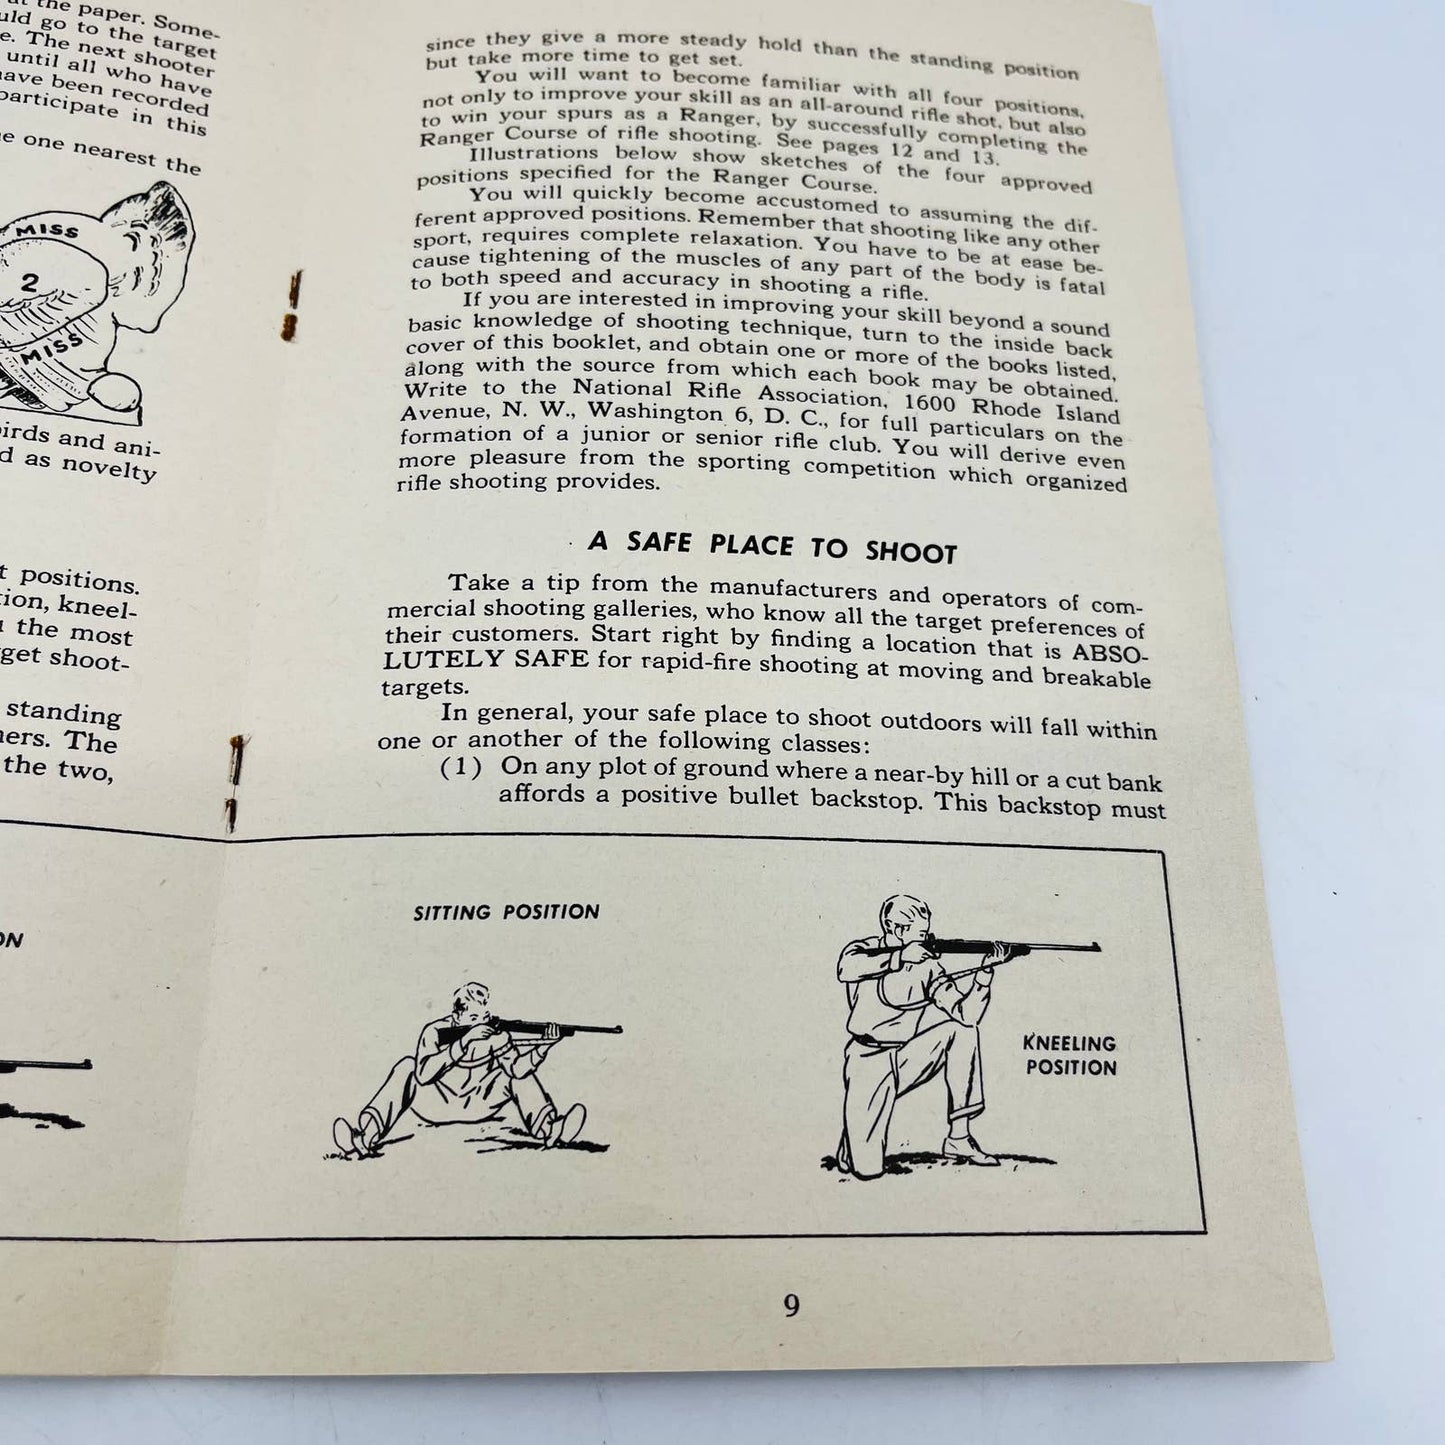 at the paper. Some-
uld go to the target
e. The next shooter
until all who have
have been recorded
participate in this
e one nearest the
MISS
2
MISS
birds and ani-
d as novelty
t positions.
tion, kneel-
the most
get shoot-
standing
ners. The
the two,
ON
since they give a more steady hold than the standing position
but take more time to get set.
You will want to become familiar with all four positions,
not only to improve your skill as an all-around rifle shot, but also
to win your spurs as a Ranger, by successfully completing the
Ranger Course of rifle shooting. See pages 12 and 13.
Illustrations below show sketches of the four approved
positions specified for the Ranger Course.
You will quickly become accustomed to assuming the dif-
ferent approved positions. Remember that shooting like any other
sport, requires complete relaxation. You have to be at ease be-
cause tightening of the muscles of any part of the body is fatal
to both speed and accuracy in shooting a rifle.
If you are interested in improving your skill beyond a sound
basic knowledge of shooting technique, turn to the inside back
cover of this booklet, and obtain one or more of the books listed,
along with the source from which each book may be obtained.
Write to the National Rifle Association, 1600 Rhode Island
Avenue, N. W., Washington 6, D. C., for full particulars on the
formation of a junior or senior rifle club. You will derive even
more pleasure from the sporting competition which organized
rifle shooting provides.
A SAFE PLACE TO SHOOT
Take a tip from the manufacturers and operators of com-
mercial shooting galleries, who know all the target preferences of
their customers. Start right by finding a location that is ABSO-
LUTELY SAFE for rapid-fire shooting at moving and breakable
targets.
In general, your safe place to shoot outdoors will fall within
one or another of the following classes:
(1) On any plot of ground where a near-by hill or a cut bank
affords a positive bullet backstop. This backstop must
SITTING POSITION
KNEELING
POSITION
9